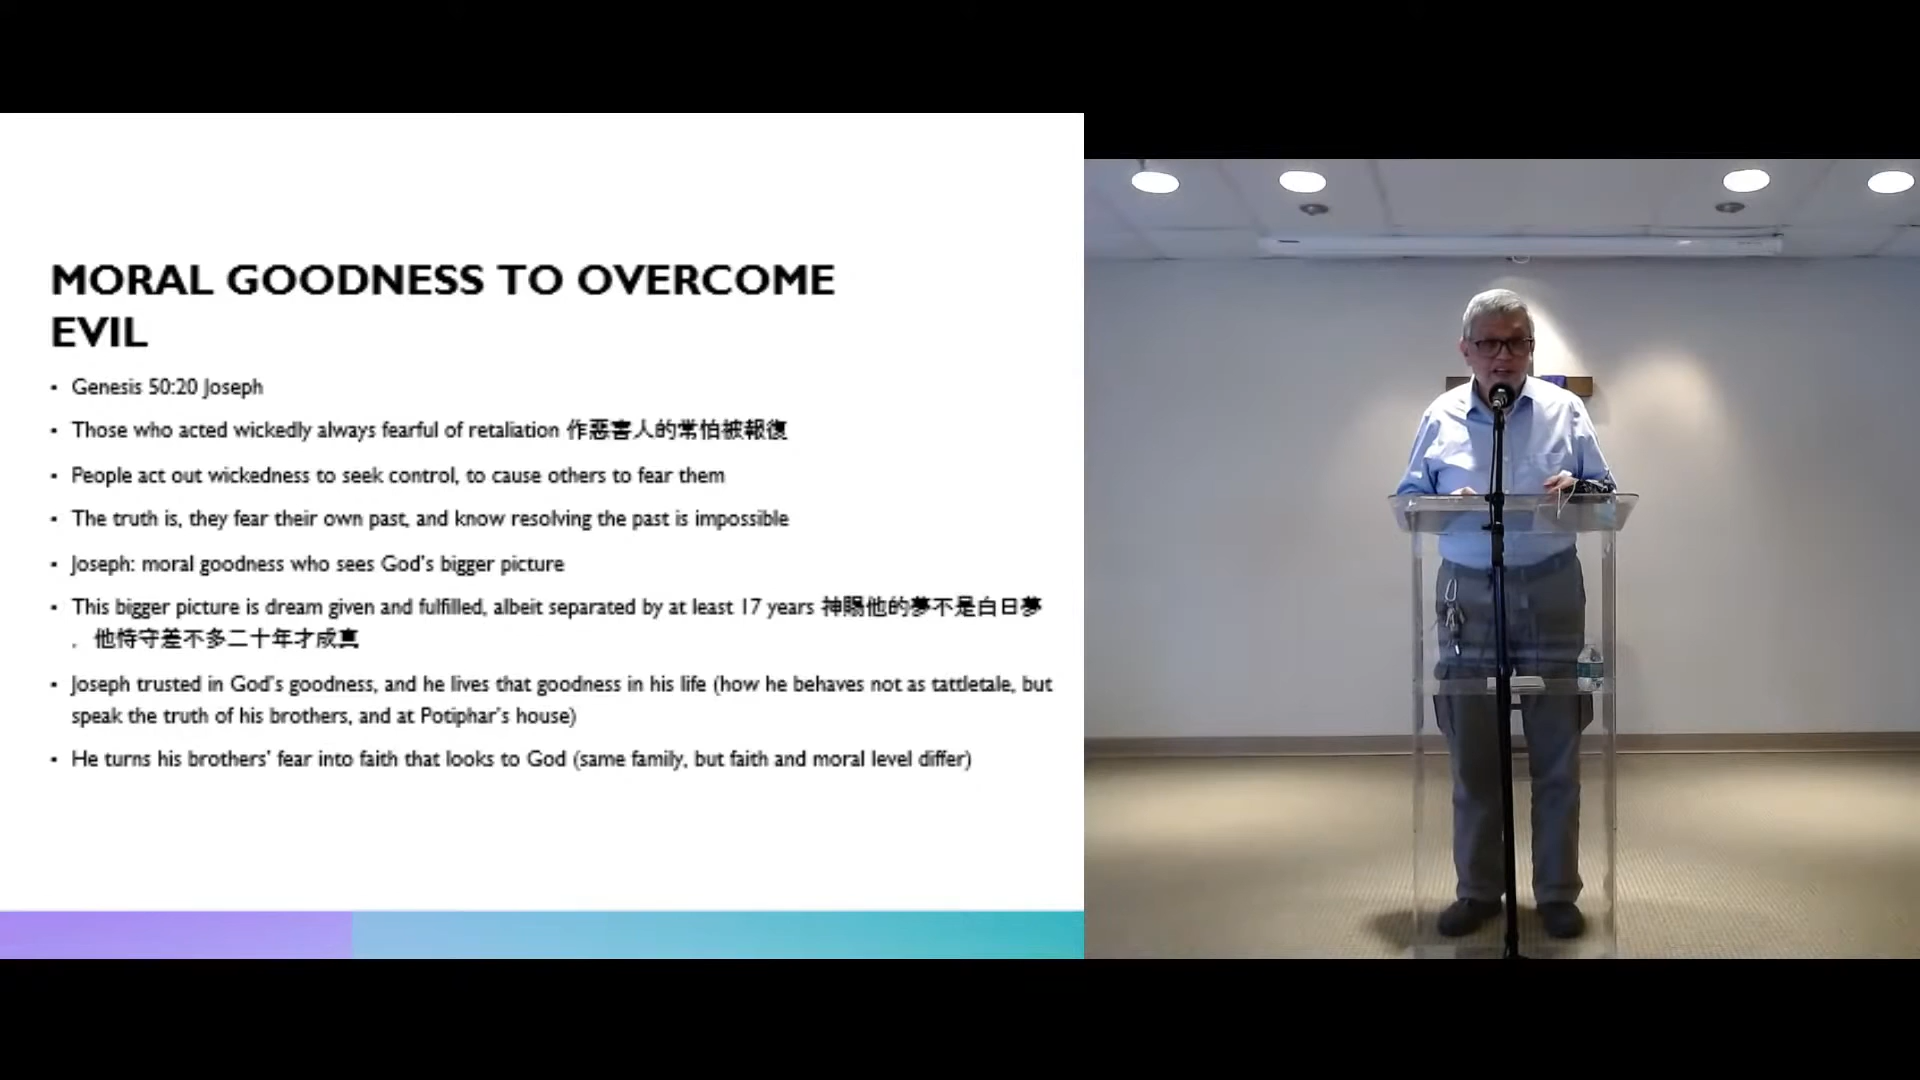 MORAL GOODNESS TO OVERCOME
EVIL
• Genesis 50:20 Joseph
• Those who acted wickedly always fearful of retaliation 作惡害人的常怕被報復
• People act out wickedness to seek control, to cause others to fear them
• The truth is, they fear their own past, and know resolving the past is impossible
• Joseph: moral goodness who sees God's bigger picture
• This bigger picture is dream given and fulfilled, albeit separated by at least 17 years 神賜他的夢不是白日夢
. 他恃守差不多二十年才成真
• Joseph trusted in God's goodness, and he lives that goodness in his life (how he behaves not as tattletale, but
speak the truth of his brothers, and at Potiphar's house)
• He turns his brothers' fear into faith that looks to God (same family, but faith and moral level differ)